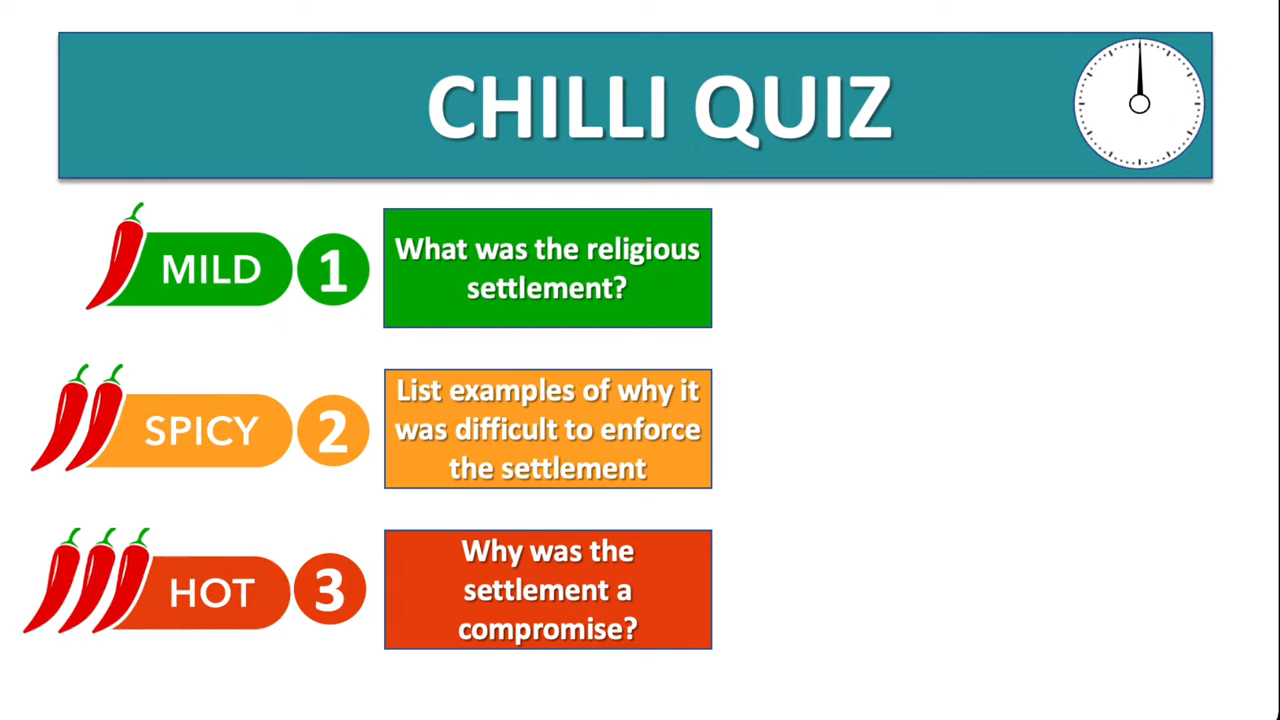 CHILLI QUIZ
MILD 1
What was the religious
settlement?
SPICY 2
List examples of why it
was difficult to enforce
the settlement
HOT 3
Why was the
settlement a
compromise?